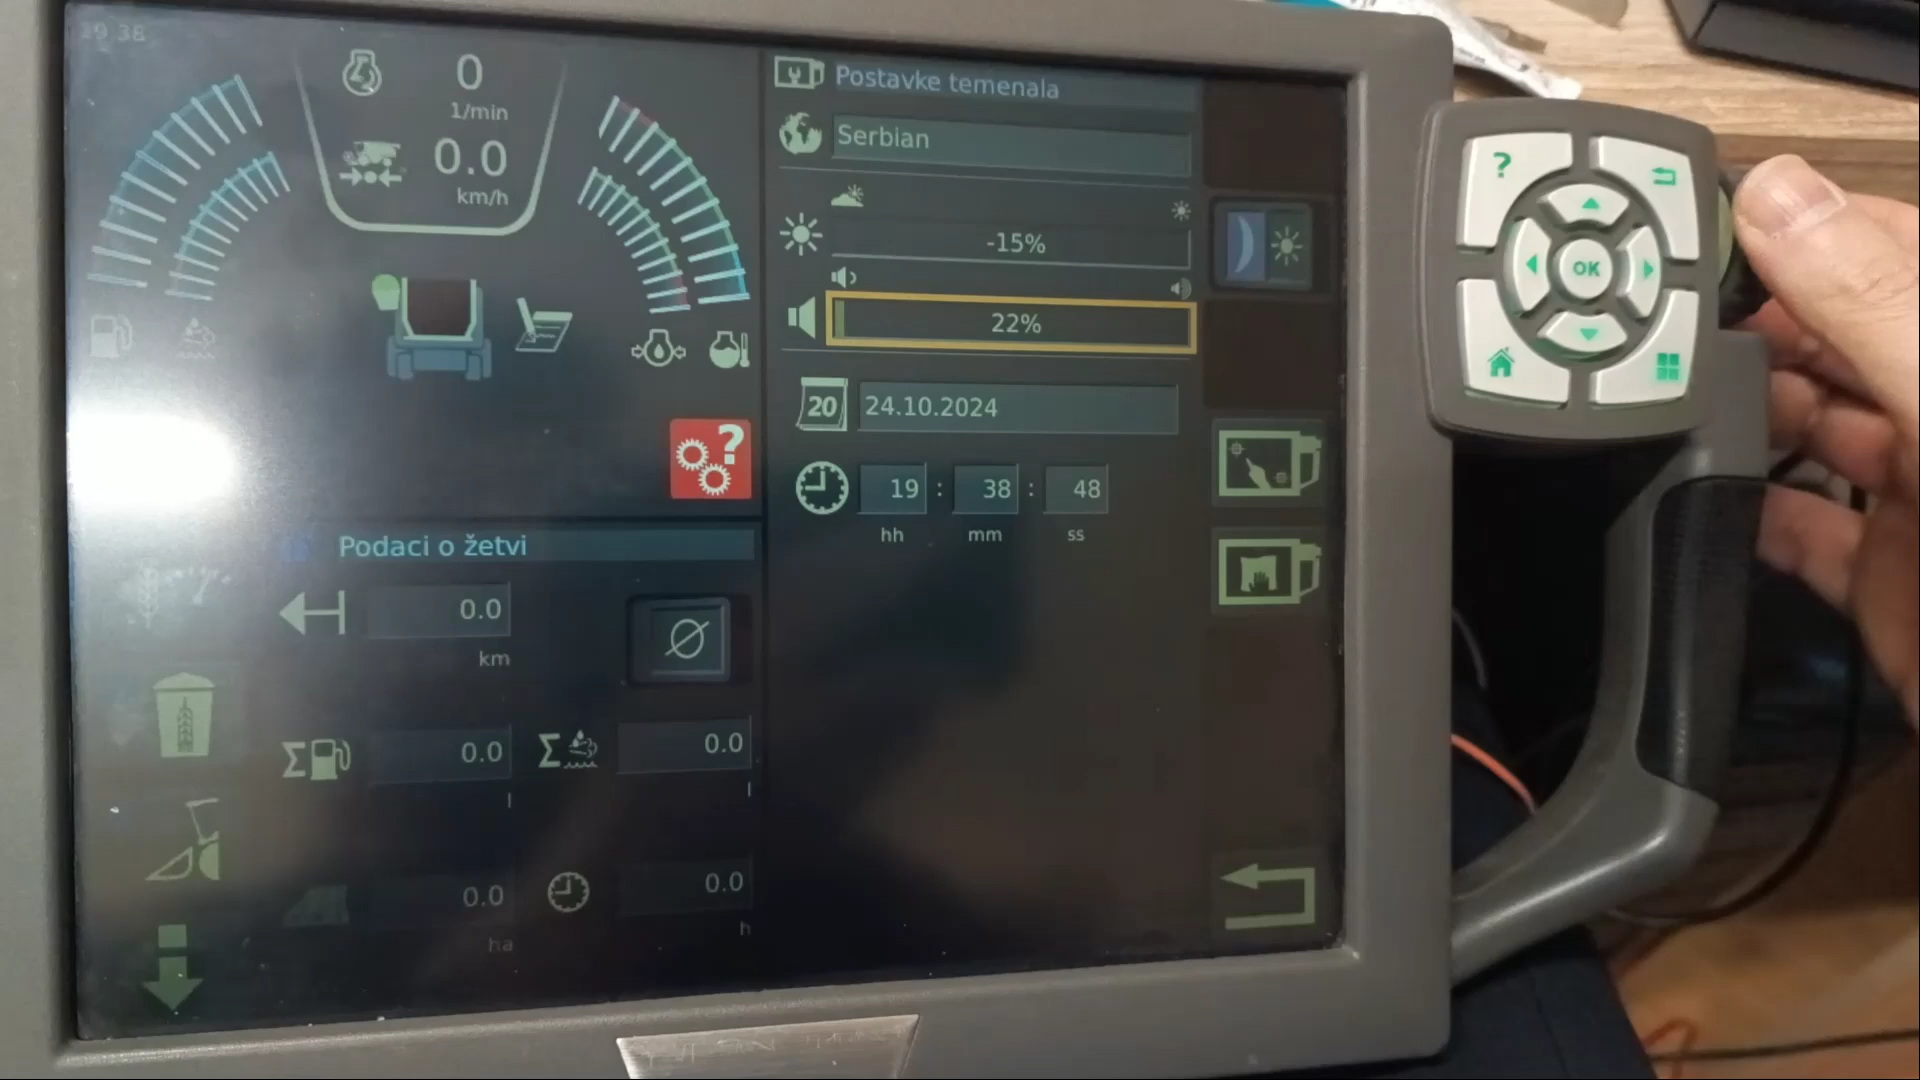 19 38
0
1/min
0.0
km/h
?
Podaci o žetvi
0.0
km
0.0
l
0.0
l
0.0
ha
0.0
h
Postavke temenala
Serbian
-15%
22%
20
24.10.2024
19 : 38 : 48
hh mm ss
?
OK